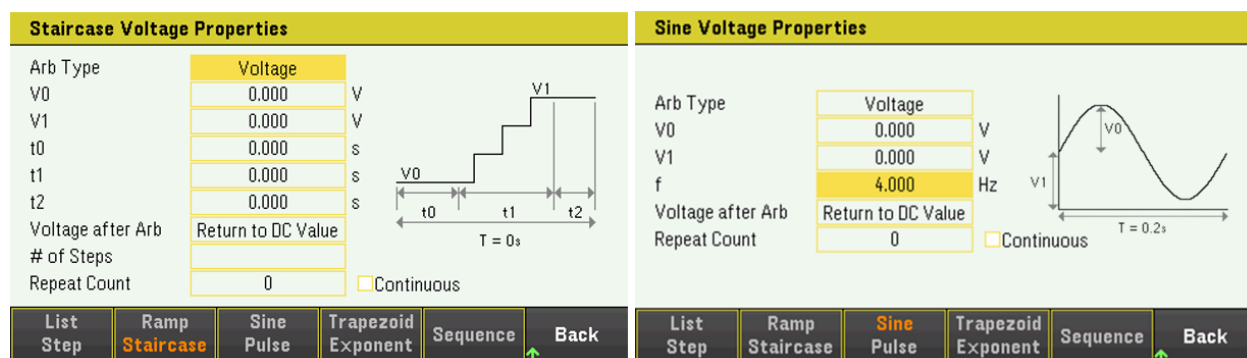 Staircase Voltage Properties
Arb Type Voltage
V0 0.000 V
V1 0.000 V
t0 0.000 s
t1 0.000 s
t2 0.000 s
Voltage after Arb Return to DC Value
# of Steps
Repeat Count 0 Continuous
V1
V0
t0 t1 t2
T = 0s
List Step
Ramp Staircase
Sine Pulse
Trapezoid Exponent
Sequence
Back
Sine Voltage Properties
Arb Type Voltage
V0 0.000 V
V1 0.000 V
f 4.000 Hz
Voltage after Arb Return to DC Value
Repeat Count 0 Continuous
V0
V1
T = 0.2s
List Step
Ramp Staircase
Sine Pulse
Trapezoid Exponent
Sequence
Back